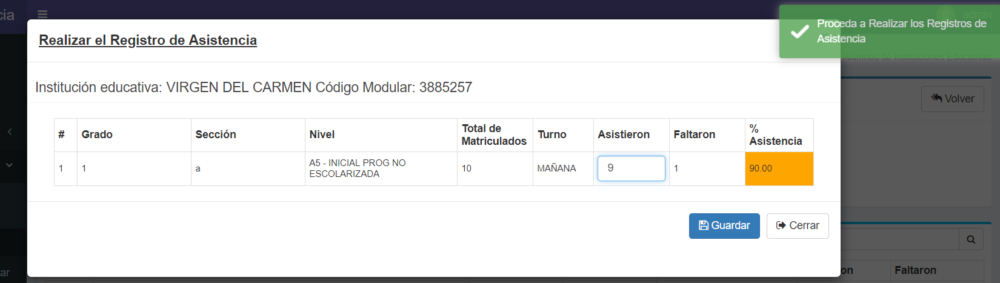 cia
admin
Proceda a Realizar los Registros de
Asistencia
Realizar el Registro de Asistencia
Alumnos de Instituciones Educativas
Institución educativa: VIRGEN DEL CARMEN Código Modular: 3885257
Volver
# Grado Sección Nivel Total de Matriculados Turno Asistieron Faltaron % Asistencia
1 1 a A5 - INICIAL PROG NO ESCOLARIZADA 10 MAÑANA 9 1 90.00
Guardar Cerrar
ar
on Faltaron